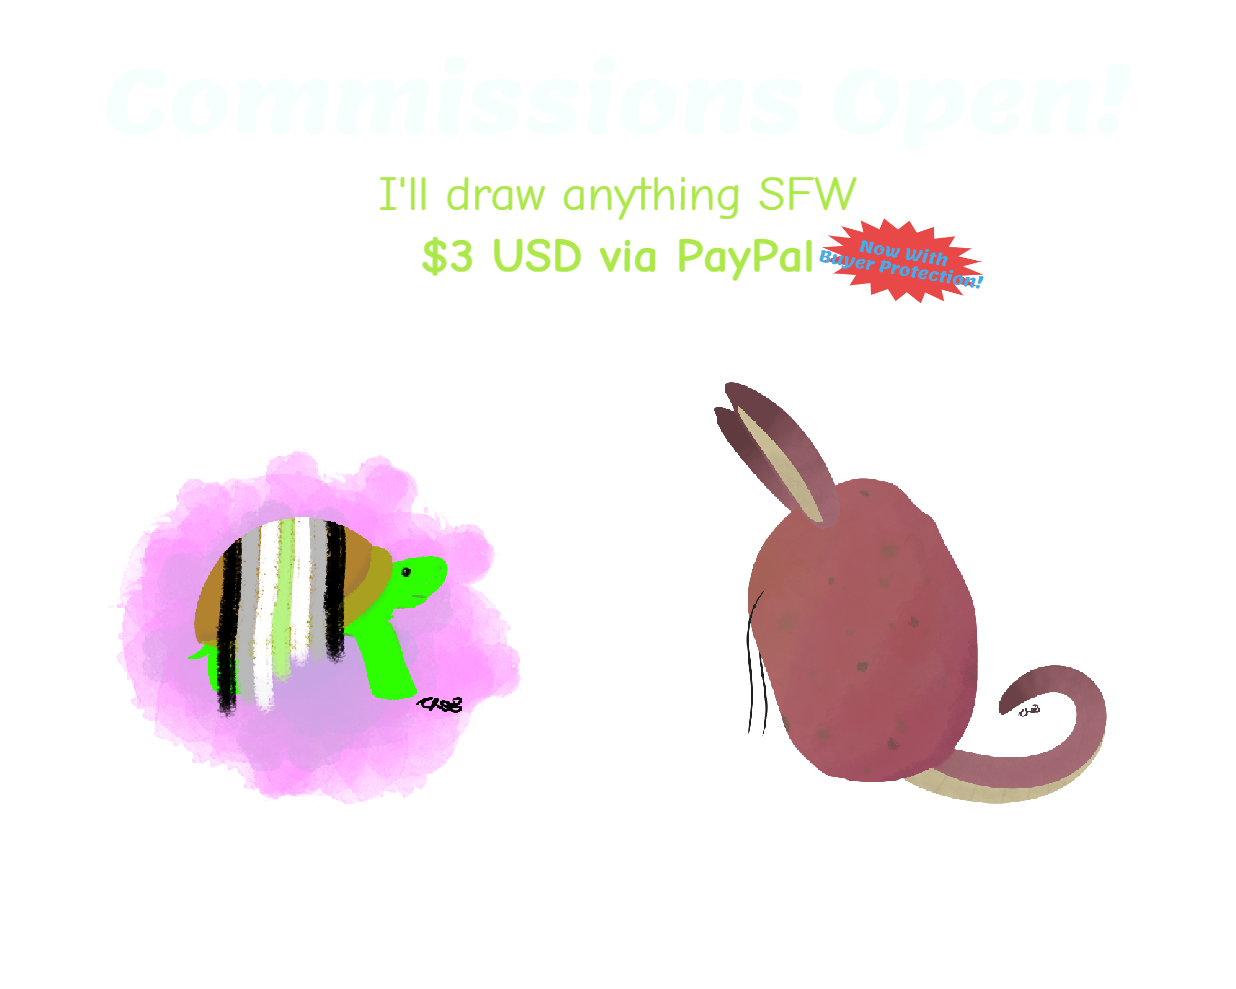 Commissions Open!
I'll draw anything SFW
$3 USD via PayPal
Now With
Buyer Protection!